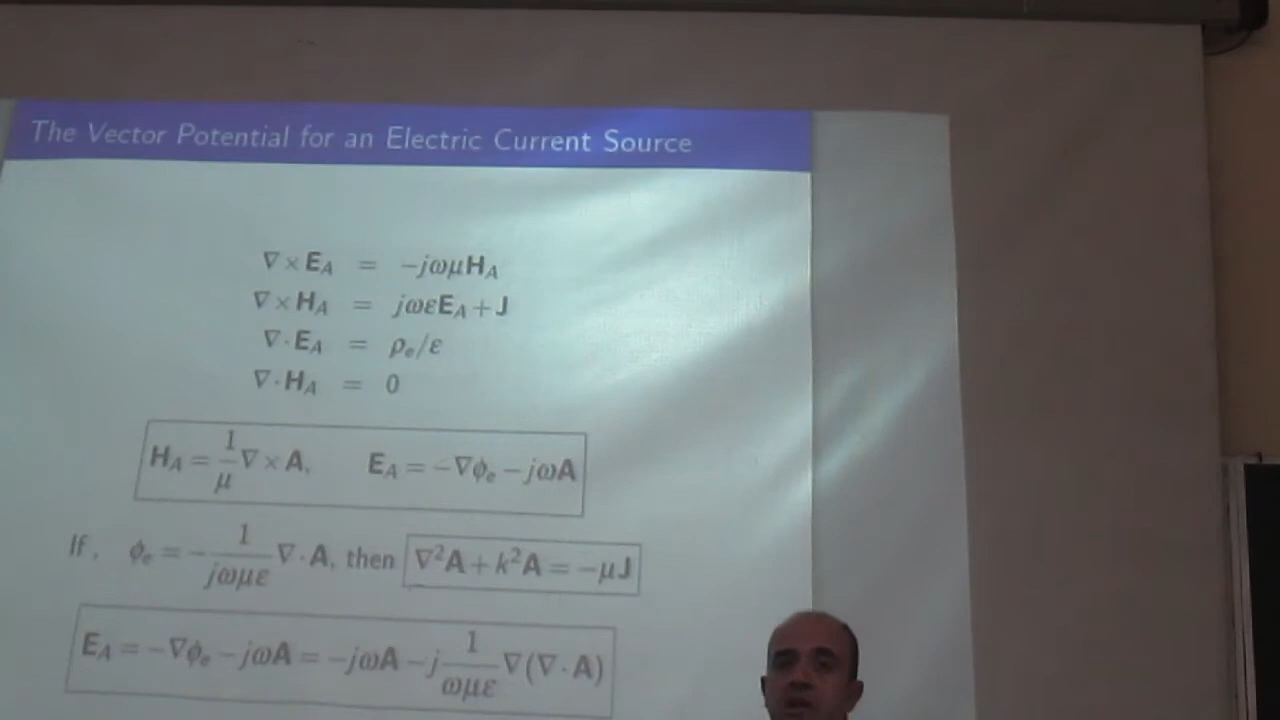 The Vector Potential for an Electric Current Source
∇ × E_A = −jωμH_A
∇ × H_A = jωεE_A + J
∇ · E_A = ρ_e/ε
∇ · H_A = 0
H_A = 1/μ ∇ × A, E_A = −∇ϕ_e − jωA
If, ϕ_e = − 1/jωμε ∇ · A, then ∇²A + k²A = −μJ
E_A = −∇ϕ_e − jωA = −jωA − j 1/ωμε ∇(∇ · A)